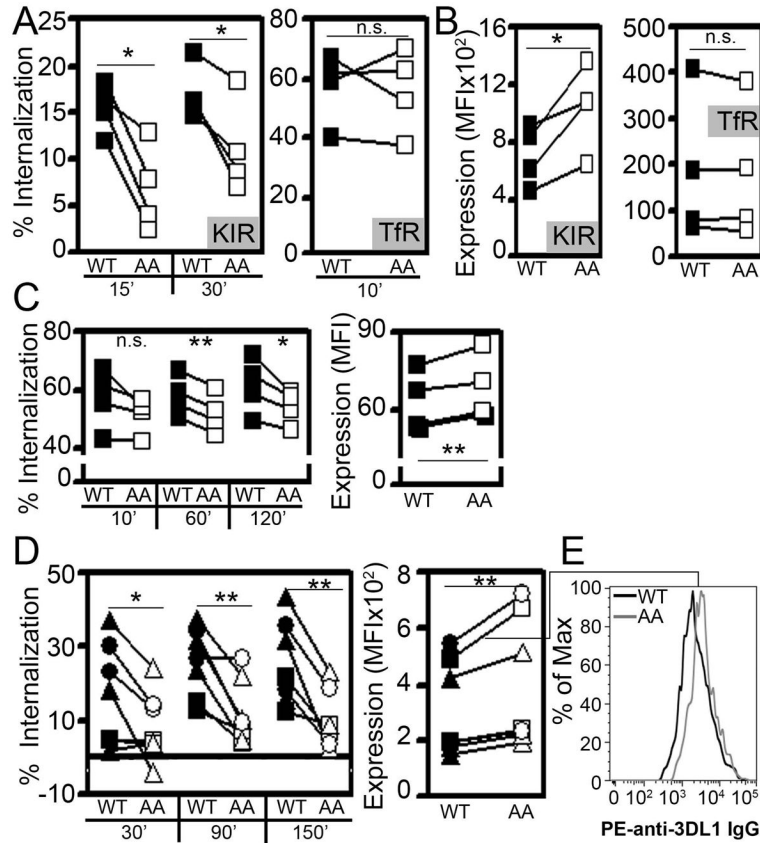 A
% Internalization
25
20
15
10
5
0
*
*
KIR
WT AA WT AA
15' 30'
80
60
40
20
0
n.s.
TfR
WT AA
10'
B
Expression (MFIx10²)
16
12
8
4
0
*
KIR
WT AA
500
400
300
200
100
0
n.s.
TfR
WT AA
C
% Internalization
80
60
40
0
n.s. ** *
WT AA WT AA WT AA
10' 60' 120'
Expression (MFI)
90
60
0
**
WT AA
D
% Internalization
50
30
10
-10
* ** **
WT AA WT AA WT AA
30' 90' 150'
Expression (MFIx10²)
8
6
4
2
0
**
WT AA
E
% of Max
100
80
60
40
20
0
WT
AA
0 10² 10³ 10⁴ 10⁵
PE-anti-3DL1 IgG